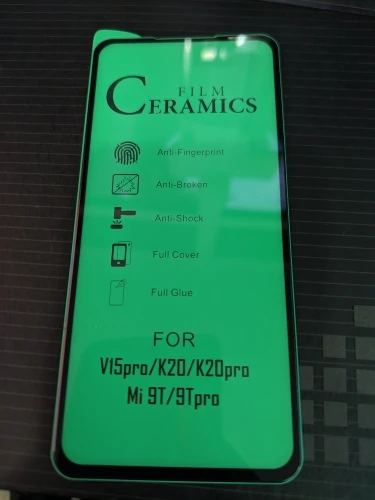 FILM
CERAMICS
Anti-Fingerprint
Anti-Broken
Anti-Shock
Full Cover
Full Glue
FOR
V15pro/K20/K20pro
Mi 9T/9Tpro